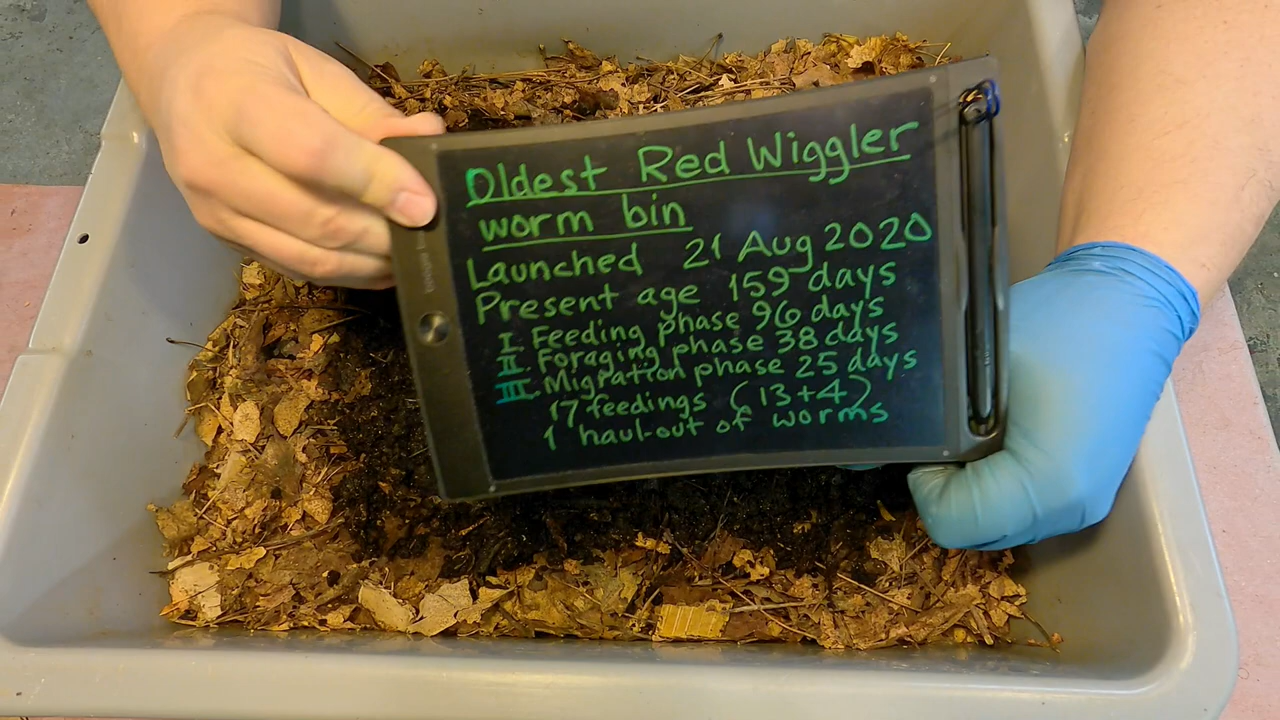 Oldest Red Wiggler
worm bin
Launched 21 Aug 2020
Present age 159 days
I. Feeding phase 96 days
II. Foraging phase 38 days
III. Migration phase 25 days
17 feedings (13+4)
1 haul-out of worms